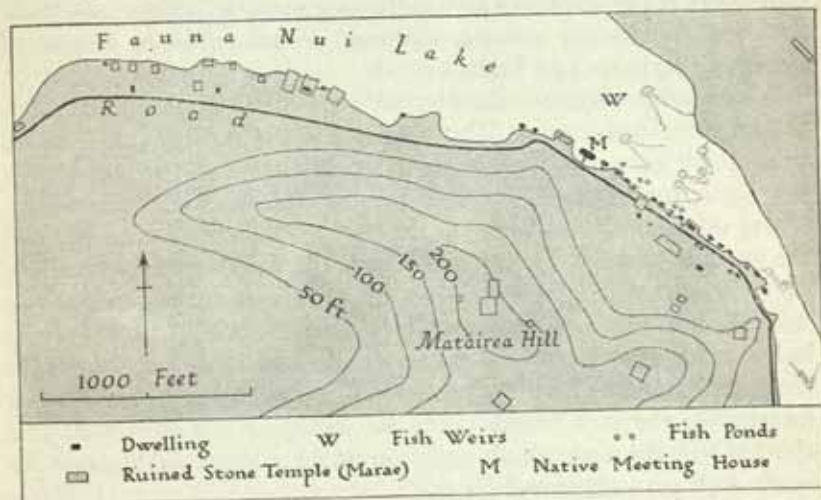 Fauna Nui Lake
W
Road
M
200
150
100
50 ft
Matairea Hill
1000 Feet
Dwelling W Fish Weirs Fish Ponds
Ruined Stone Temple (Marae) M Native Meeting House